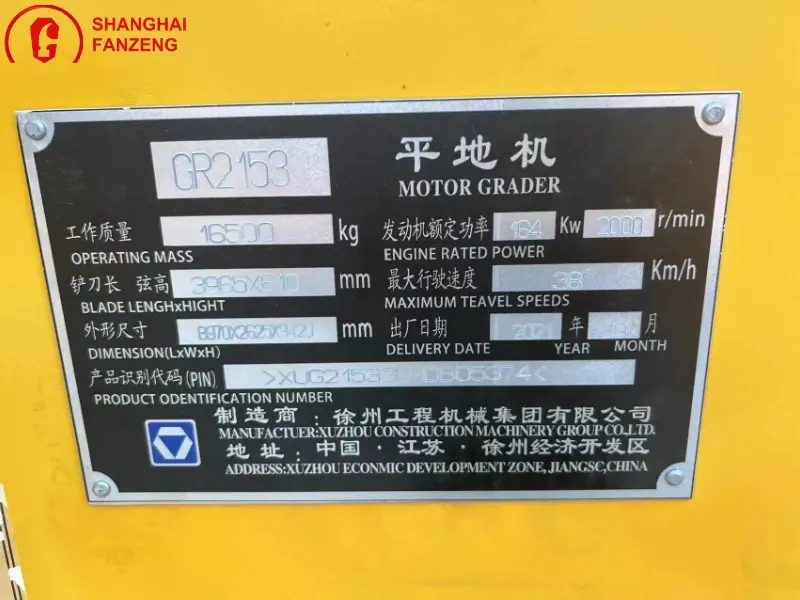 SHANGHAI
FANZENG
GR2153
平地机
MOTOR GRADER
工作质量 16500 kg
OPERATING MASS
发动机额定功率 164 Kw 2000 r/min
ENGINE RATED POWER
铲刀长 弦高 3965X610 mm
BLADE LENGHxHIGHT
最大行驶速度 38 Km/h
MAXIMUM TEAVEL SPEEDS
外形尺寸 8970X2625X3420 mm
DIMENSION(LxWxH)
出厂日期 2021 年 月
DELIVERY DATE YEAR MONTH
产品识别代码(PIN)
PRODUCT ODENTIFICATION NUMBER
制造商:徐州工程机械集团有限公司
MANUFACTUER:XUZHOU CONSTRUCTION MACHINERY GROUP CO.LTD.
地址:中国·江苏·徐州经济开发区
ADDRESS:XUZHOU ECONMIC DEVELOPMENT ZONE, JIANGSC,CHINA